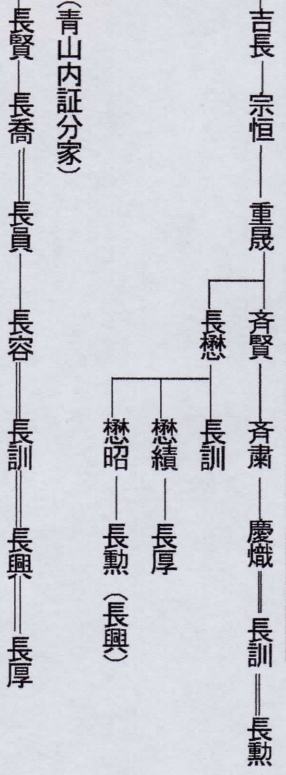 吉長―宗恒―重晟―斉賢―斉粛―慶熾=長訓=長勲
長懋―長訓
懋績―長厚
懋昭―長勲（長興）
（青山内証分家）
長賢―長喬=長員―長容=長訓=長興=長厚